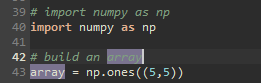 39 # import numpy as np
40 import numpy as np
41
42 # build an array
43 array = np.ones((5,5))